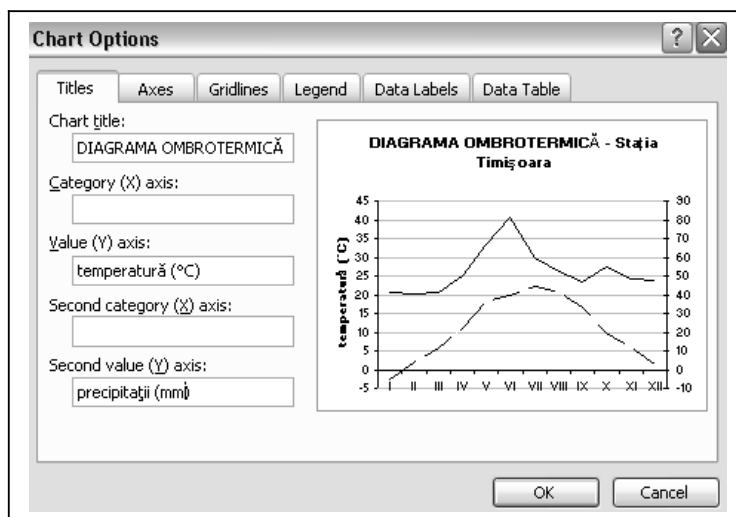 Chart Options
Titles Axes Gridlines Legend Data Labels Data Table
Chart title:
DIAGRAMA OMBROTERMICĂ
Category (X) axis:
Value (Y) axis:
temperatură (°C)
Second category (X) axis:
Second value (Y) axis:
precipitaţii (mm)
DIAGRAMA OMBROTERMICĂ - Staţia
Timişoara
temperatură (°C)
45 90
40 80
35 70
30 60
25 50
20 40
15 30
10 20
5 10
0 0
-5 -10
I II III IV V VI VII VIII IX X XI XII
OK Cancel